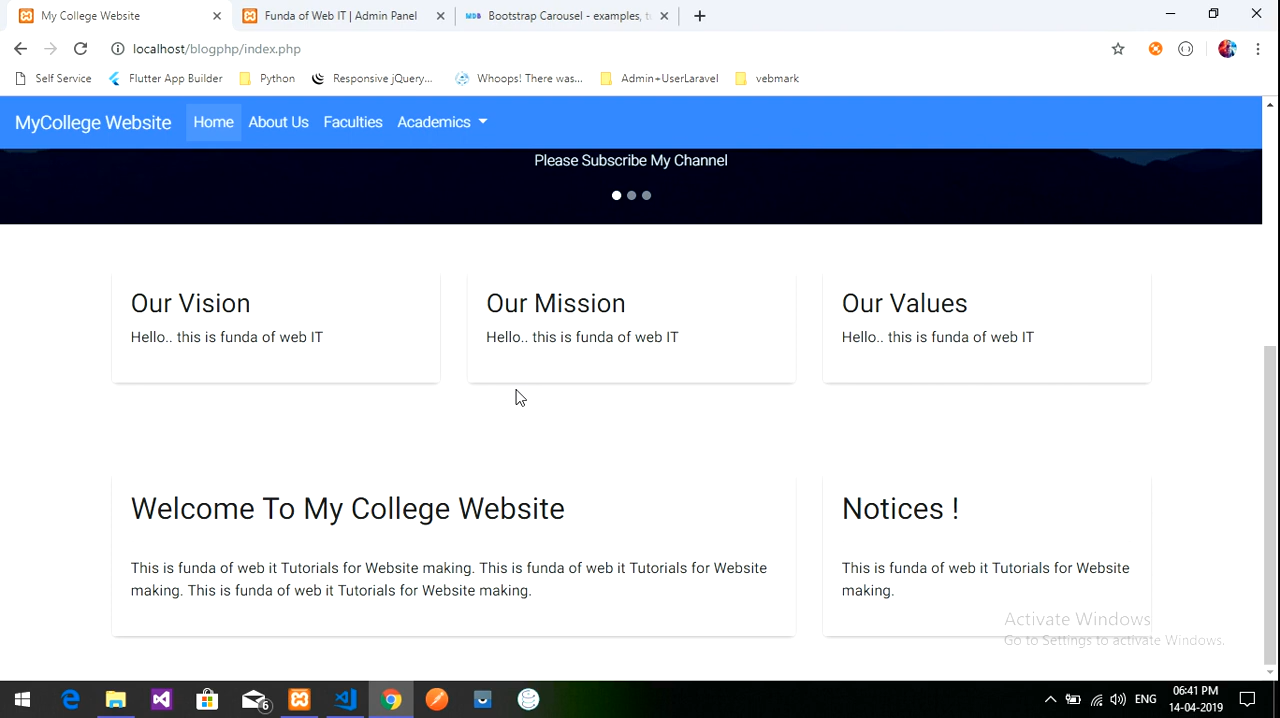 My College Website
Funda of Web IT | Admin Panel
Bootstrap Carousel - examples, tu
localhost/blogphp/index.php
Self Service
Flutter App Builder
Python
Responsive jQuery...
Whoops! There was...
Admin+UserLaravel
vebmark
MyCollege Website
Home
About Us
Faculties
Academics
Please Subscribe My Channel
Our Vision
Hello.. this is funda of web IT
Our Mission
Hello.. this is funda of web IT
Our Values
Hello.. this is funda of web IT
Welcome To My College Website
This is funda of web it Tutorials for Website making. This is funda of web it Tutorials for Website
making. This is funda of web it Tutorials for Website making.
Notices !
This is funda of web it Tutorials for Website
making.
Activate Windows
Go to Settings to activate Windows.
6
ENG
06:41 PM
14-04-2019